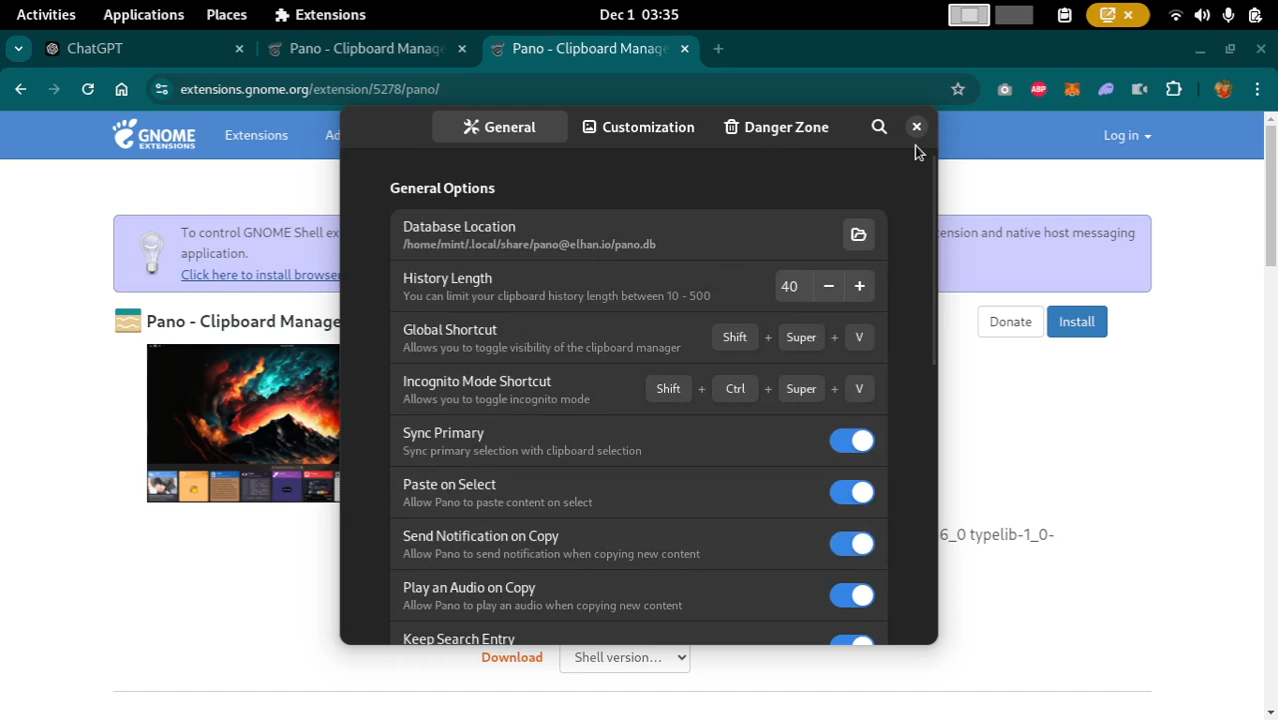 Activities Applications Places Extensions Dec 1 03:35
ChatGPT Pano - Clipboard Manage Pano - Clipboard Manage
extensions.gnome.org/extension/5278/pano/
ABP
GNOME
EXTENSIONS
Extensions
Ad
Log in
General Customization Danger Zone
To control GNOME Shell ex
ension and native host messaging
application.
Click here to install browser
Pano - Clipboard Manage
Donate Install
General Options
Database Location
/home/mint/.local/share/pano@elhan.io/pano.db
History Length
You can limit your clipboard history length between 10 - 500
40 − +
Global Shortcut
Allows you to toggle visibility of the clipboard manager
Shift + Super + V
Incognito Mode Shortcut
Allows you to toggle incognito mode
Shift + Ctrl + Super + V
Sync Primary
Sync primary selection with clipboard selection
Paste on Select
Allow Pano to paste content on select
Send Notification on Copy
Allow Pano to send notification when copying new content
6_0 typelib-1_0-
Play an Audio on Copy
Allow Pano to play an audio when copying new content
Keep Search Entry
Download Shell version...